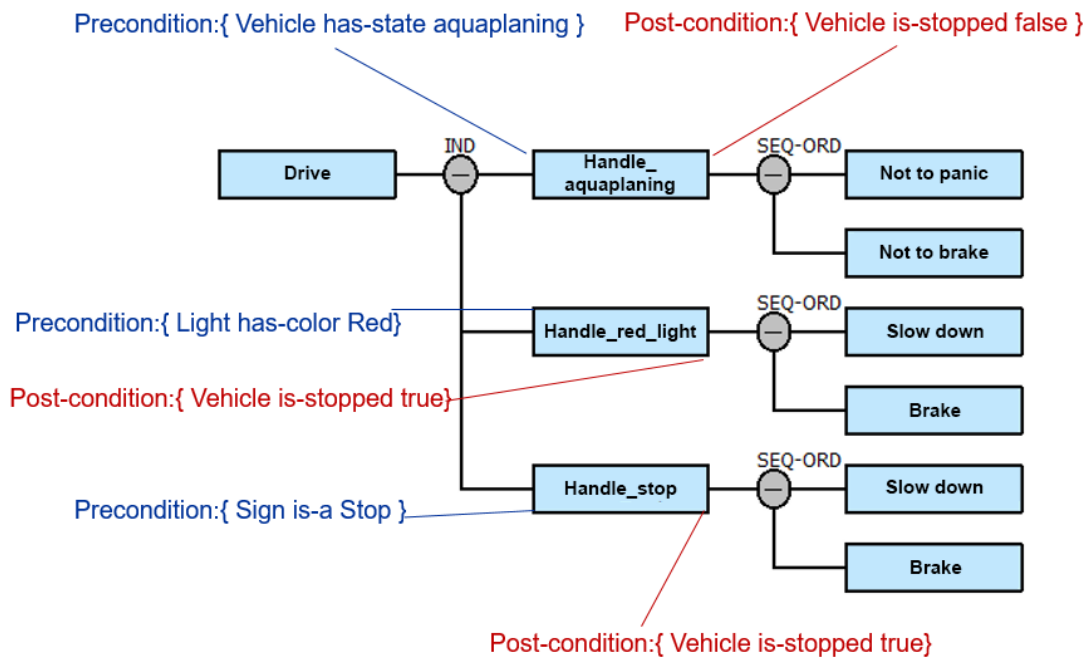 Precondition:{ Vehicle has-state aquaplaning }
Post-condition:{ Vehicle is-stopped false }
IND
SEQ-ORD
Drive
Handle_
aquaplaning
Not to panic
Not to brake
SEQ-ORD
Precondition:{ Light has-color Red}
Handle_red_light
Slow down
Post-condition:{ Vehicle is-stopped true}
Brake
SEQ-ORD
Handle_stop
Slow down
Precondition:{ Sign is-a Stop }
Brake
Post-condition:{ Vehicle is-stopped true}